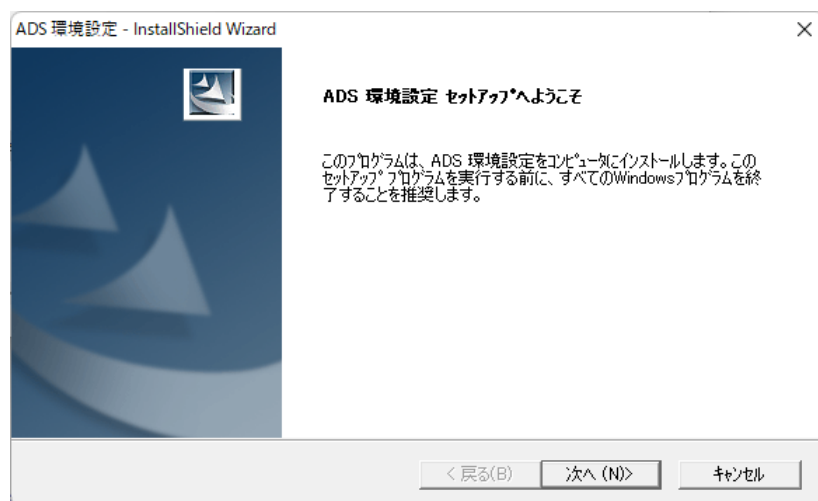 ADS 環境設定 - InstallShield Wizard
ADS 環境設定 ｾｯﾄｱｯﾌﾟへようこそ
このﾌﾟﾛｸﾞﾗﾑは、ADS 環境設定をｺﾝﾋﾟｭｰﾀにｲﾝｽﾄｰﾙします。この
ｾｯﾄｱｯﾌﾟ ﾌﾟﾛｸﾞﾗﾑを実行する前に、すべてのWindowsﾌﾟﾛｸﾞﾗﾑを終
了することを推奨します。
< 戻る(B)
次へ (N)>
ｷｬﾝｾﾙ